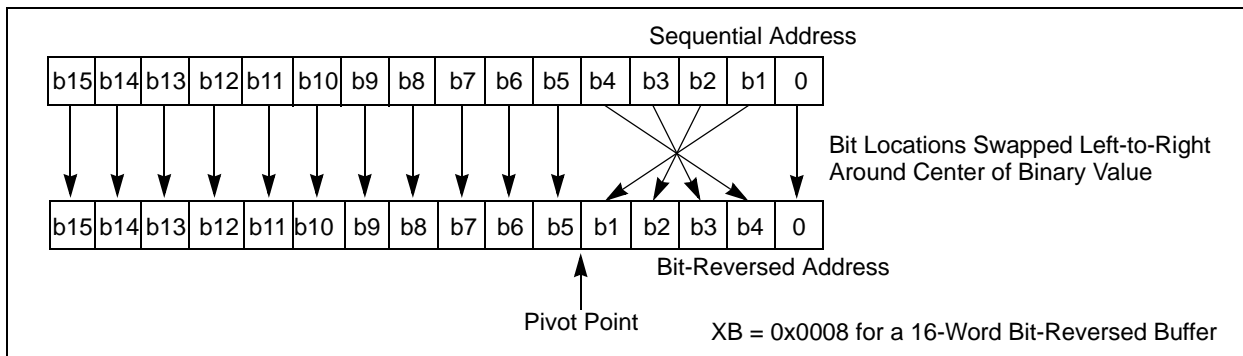 Sequential Address
b15 b14 b13 b12 b11 b10 b9 b8 b7 b6 b5 b4 b3 b2 b1 0
Bit Locations Swapped Left-to-Right
Around Center of Binary Value
b15 b14 b13 b12 b11 b10 b9 b8 b7 b6 b5 b1 b2 b3 b4 0
Bit-Reversed Address
Pivot Point
XB = 0x0008 for a 16-Word Bit-Reversed Buffer